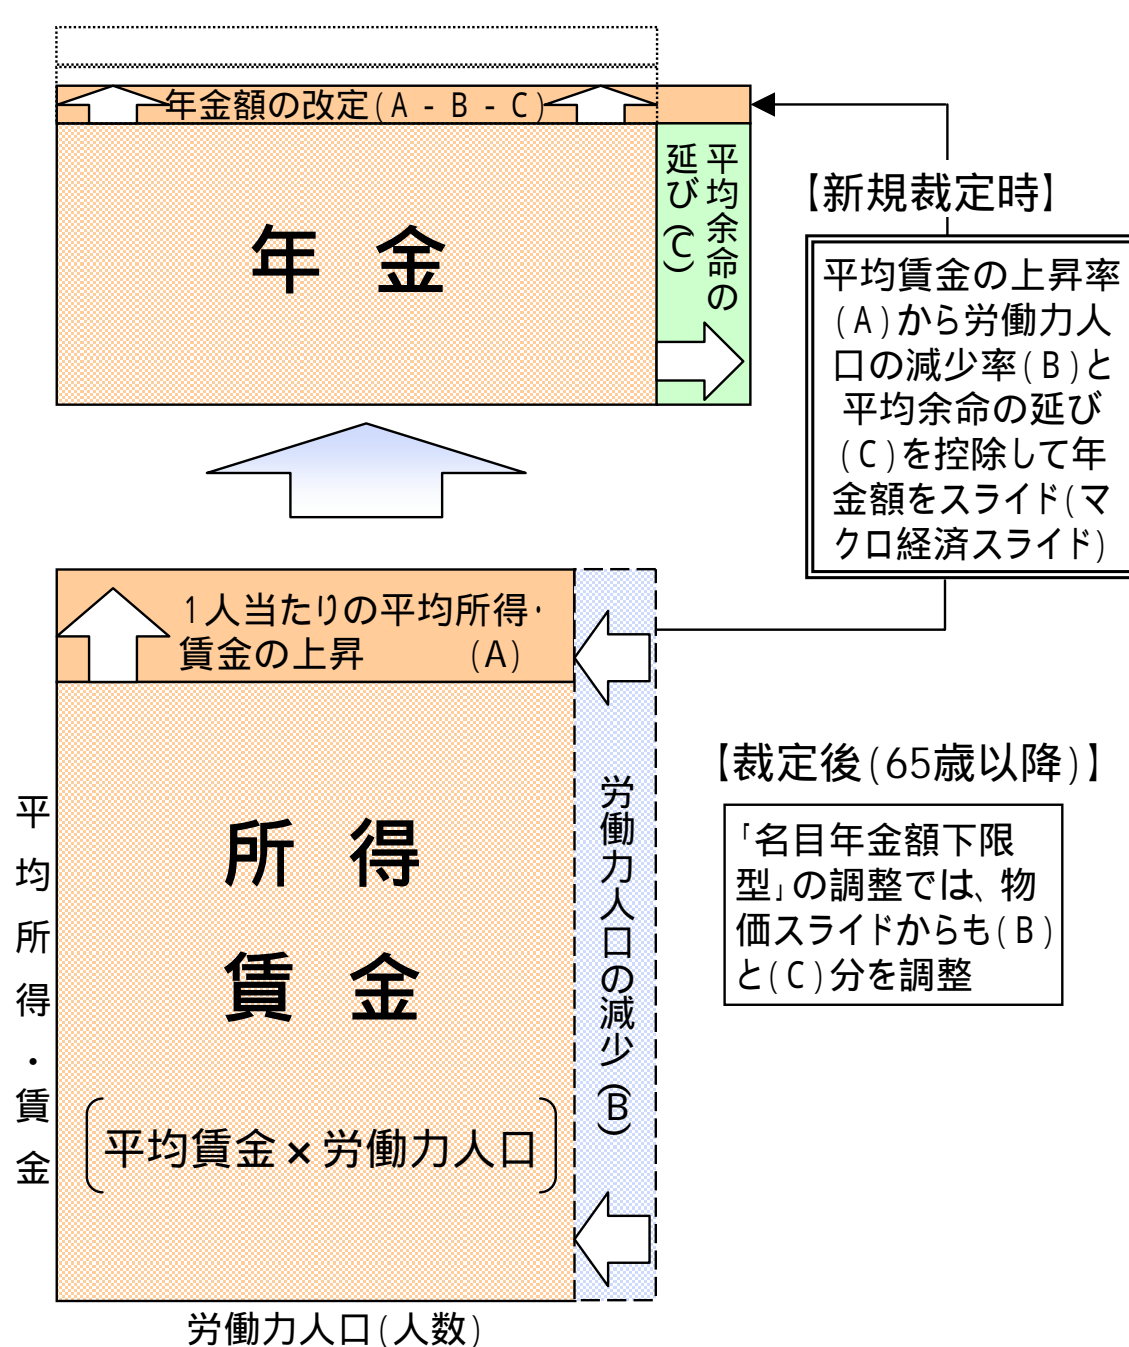 年金額の改定(A-B-C)
年 金
平均余命の
延び(C)
【新規裁定時】
平均賃金の上昇率
(A)から労働力人
口の減少率(B)と
平均余命の延び
(C)を控除して年
金額をスライド(マ
クロ経済スライド)
1人当たりの平均所得・
賃金の上昇 (A)
平均所得・賃金
所 得
賃 金
平均賃金×労働力人口
労働力人口の減少(B)
労働力人口(人数)
【裁定後(65歳以降)】
「名目年金額下限
型」の調整では、物
価スライドからも(B)
と(C)分を調整